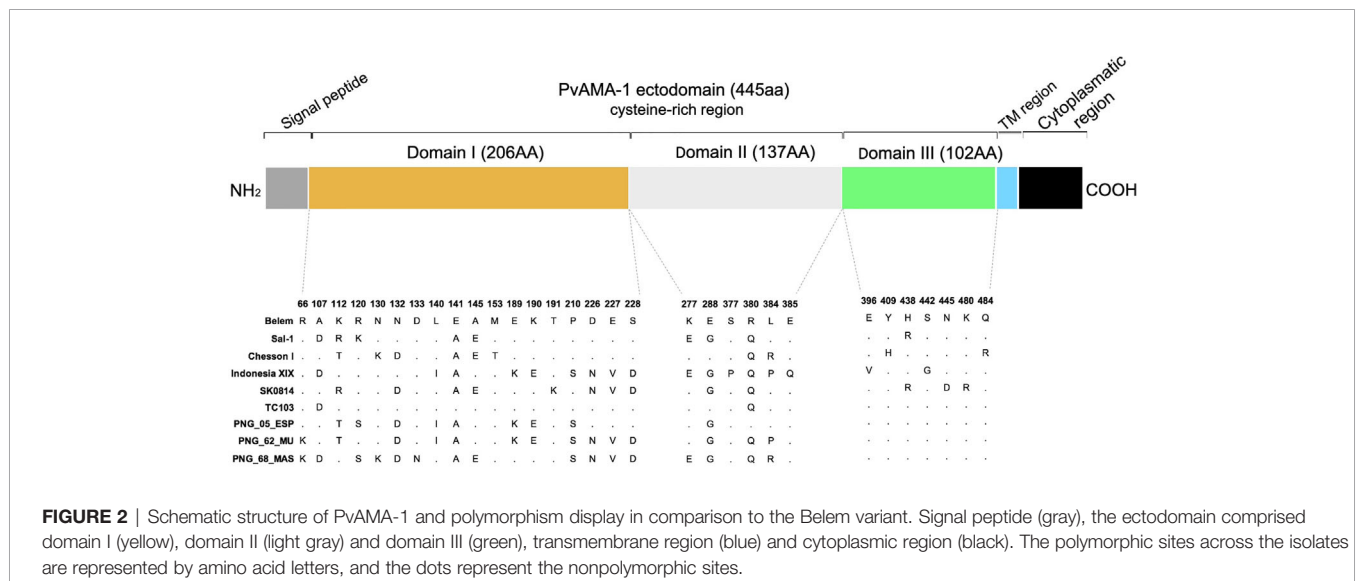 Signal peptide
PvAMA-1 ectodomain (445aa)
cysteine-rich region
TM region
Cytoplasmatic
region
Domain I (206AA) Domain II (137AA) Domain III (102AA)
NH2 COOH
66 107 112 120 130 132 133 140 141 145 153 189 190 191 210 226 227 228 277 288 377 380 384 385 396 409 438 442 445 480 484
Belem R A K R N N D L E A M E K T P D E S K E S R L E E Y H S N K Q
Sal-1 . D R K . . . . A E . . . . . . . . E G . Q . . . . R . . . .
Chesson I . . T . K D . . A E T . . . . . . . . . . Q R . . H . . . . R
Indonesia XIX . D . . . . . I A . . K E . S N V D E G P Q P Q V . . G . . .
SK0814 . . R . . D . . A E . . . K . N V D . G . Q . . . . R . D R .
TC103 . D . . . . . . . . . . . . . . . . . . . Q . . . . . . . . .
PNG_05_ESP . . T S . D . I A . . K E . S . . . . G . . . . . . . . . . .
PNG_62_MU K . T . . D . I A . . K E . S N V D . G . Q P . . . . . . . .
PNG_68_MAS K D . S K D N . A E . . . . S N V D E G . Q R . . . . . . . .
FIGURE 2 | Schematic structure of PvAMA-1 and polymorphism display in comparison to the Belem variant. Signal peptide (gray), the ectodomain comprised
domain I (yellow), domain II (light gray) and domain III (green), transmembrane region (blue) and cytoplasmic region (black). The polymorphic sites across the isolates
are represented by amino acid letters, and the dots represent the nonpolymorphic sites.